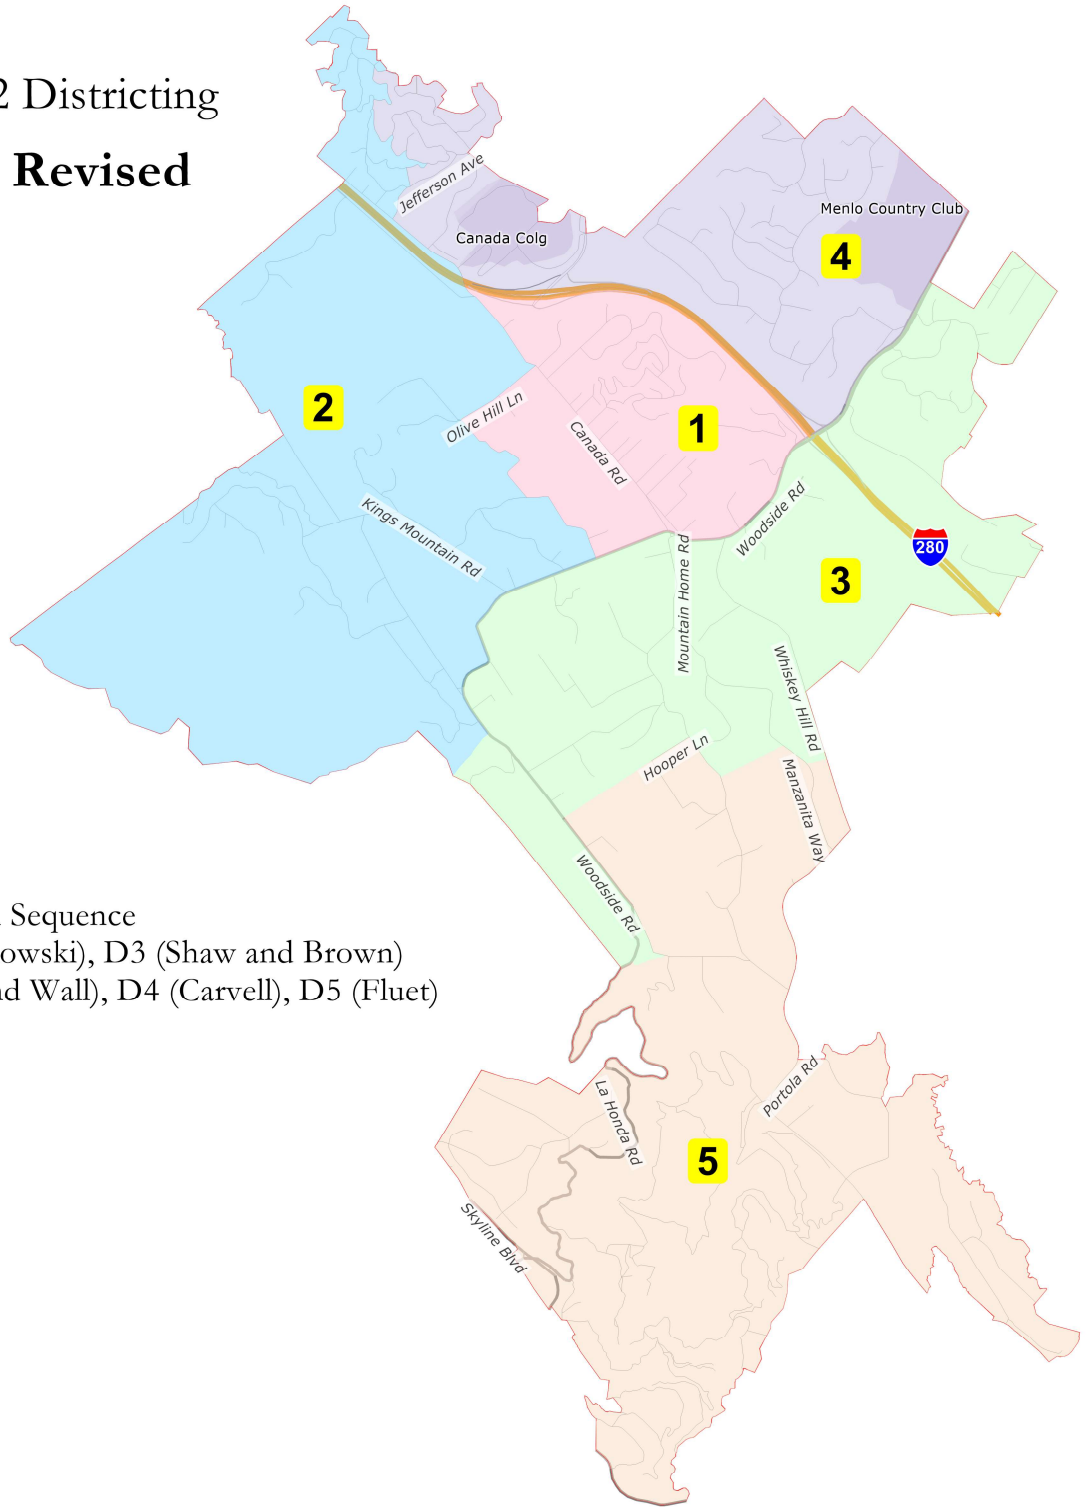 2 Districting
Revised
Jefferson Ave
Canada Colg
Menlo Country Club
4
2
Olive Hill Ln
Canada Rd
1
Kings Mountain Rd
Woodside Rd
280
Mountain Home Rd
3
Whiskey Hill Rd
Hooper Ln
Manzanita Way
Woodside Rd
Sequence
owski), D3 (Shaw and Brown)
nd Wall), D4 (Carvell), D5 (Fluet)
La Honda Rd
Portola Rd
5
Skyline Blvd